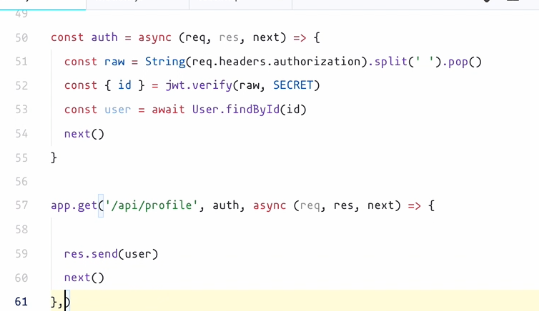 49
50 const auth = async (req, res, next) => {
51 const raw = String(req.headers.authorization).split(' ').pop()
52 const { id } = jwt.verify(raw, SECRET)
53 const user = await User.findById(id)
54 next()
55 }
56
57 app.get('/api/profile', auth, async (req, res, next) => {
58
59 res.send(user)
60 next()
61 },)